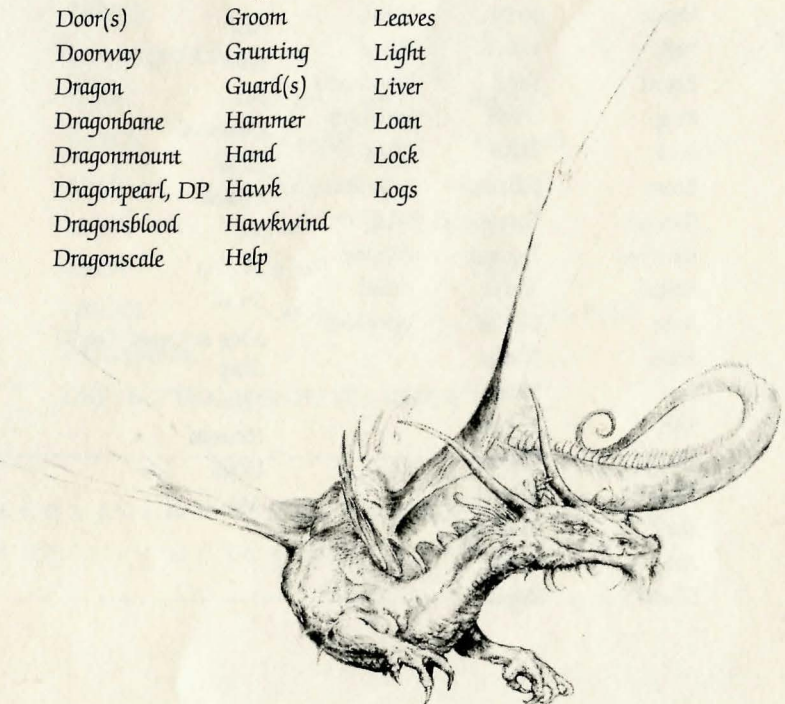 Door(s) Groom Leaves
Doorway Grunting Light
Dragon Guard(s) Liver
Dragonbane Hammer Loan
Dragonmount Hand Lock
Dragonpearl, DP Hawk Logs
Dragonsblood Hawkwind
Dragonscale Help